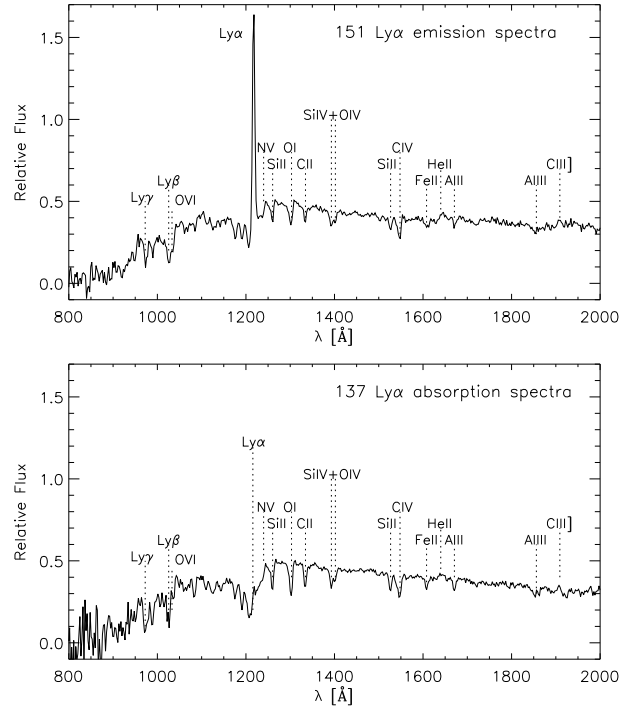 151 Lyα emission spectra
Lyα
SiIV+OIV
NV OI CIV
SiII CII SiII HeII CIII]
FeII AlII AlIII
Lyβ
Lyγ OVI
Relative Flux
1.5
1.0
0.5
0.0
800 1000 1200 1400 1600 1800 2000
λ [Å]
137 Lyα absorption spectra
Lyα
SiIV+OIV
NV OI CIV
SiII CII SiII HeII CIII]
FeII AlII AlIII
Lyβ
Lyγ OVI
Relative Flux
1.5
1.0
0.5
0.0
800 1000 1200 1400 1600 1800 2000
λ [Å]